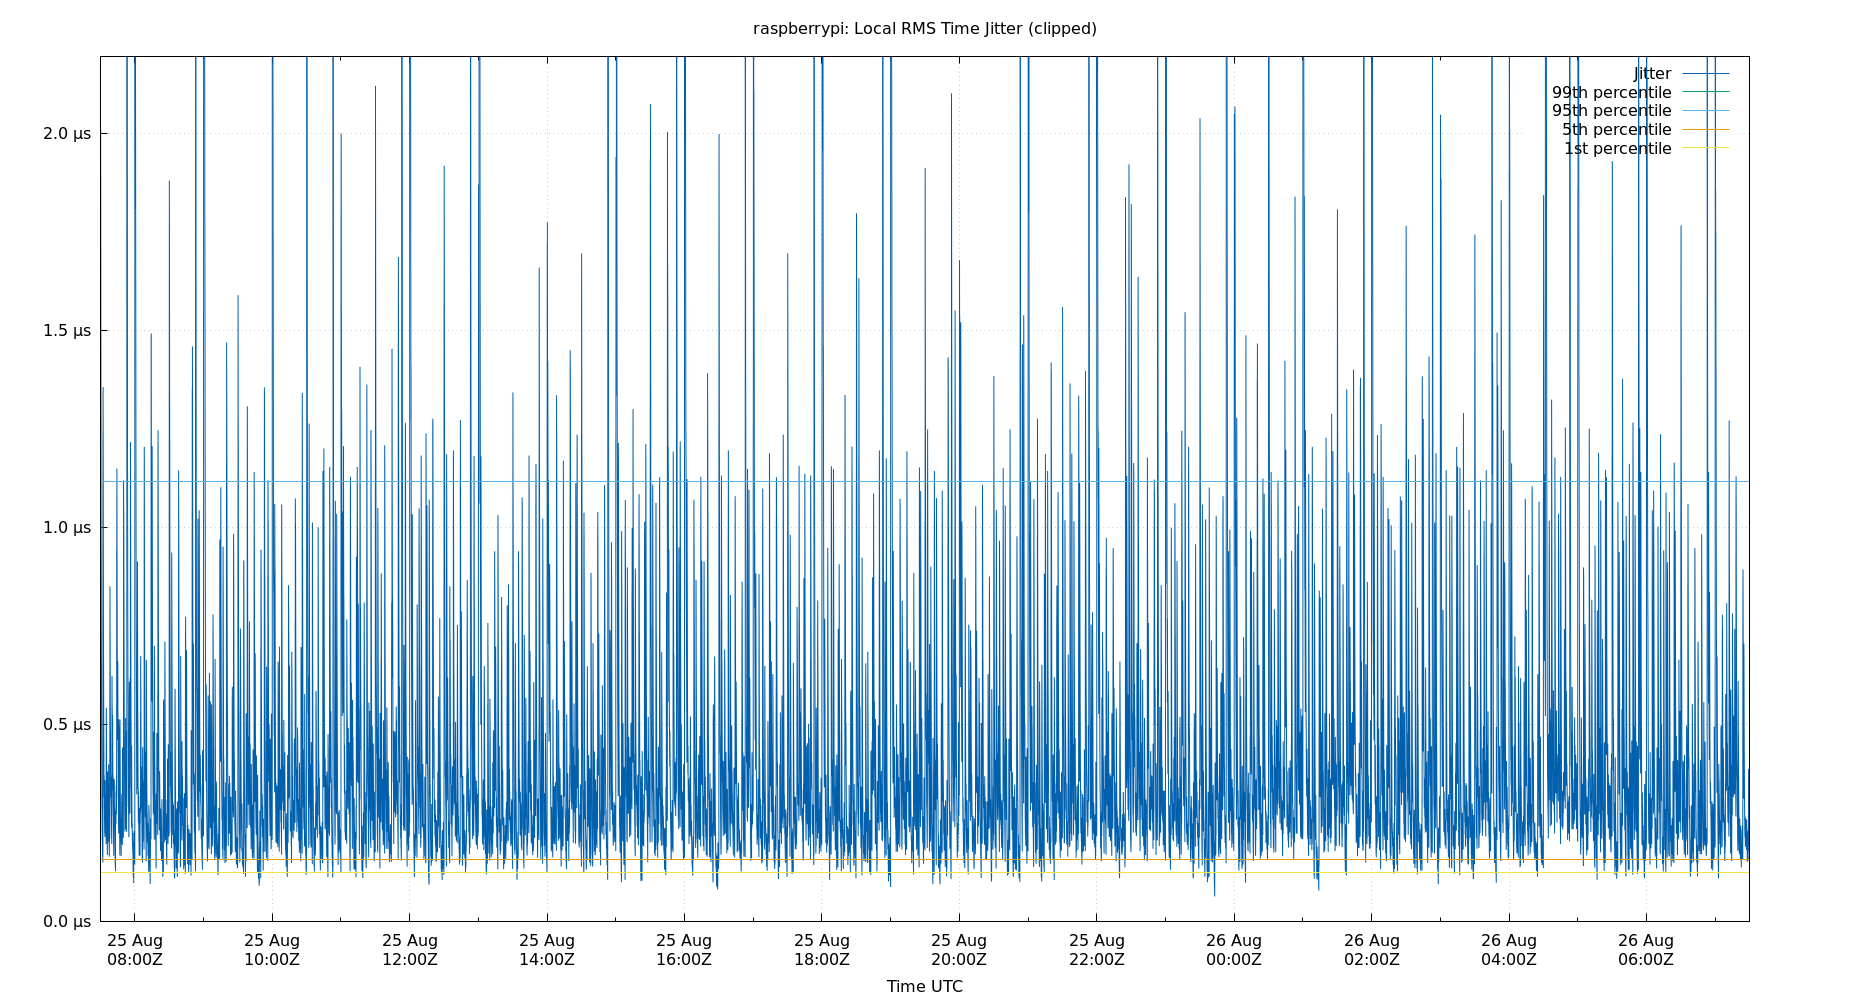 raspberrypi: Local RMS Time Jitter (clipped)
Jitter
99th percentile
95th percentile
5th percentile
1st percentile
2.0 µs
1.5 µs
1.0 µs
0.5 µs
0.0 µs
25 Aug 25 Aug 25 Aug 25 Aug 25 Aug 25 Aug 25 Aug 25 Aug 26 Aug 26 Aug 26 Aug 26 Aug
08:00Z 10:00Z 12:00Z 14:00Z 16:00Z 18:00Z 20:00Z 22:00Z 00:00Z 02:00Z 04:00Z 06:00Z
Time UTC